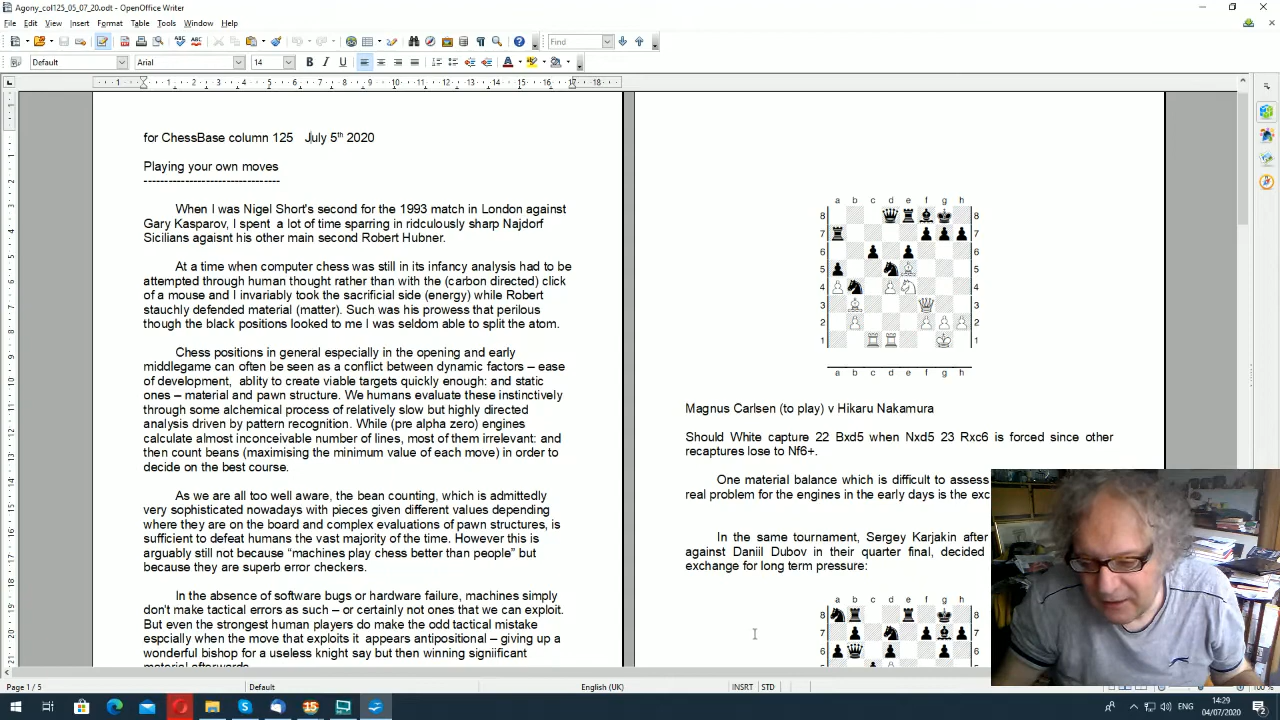 Agony_col125_05_07_20.odt - OpenOffice Writer
File Edit View Insert Format Table Tools Window Help
Find
Default Arial 14
for ChessBase column 125 July 5th 2020
Playing your own moves
--------------------------------
When I was Nigel Short's second for the 1993 match in London against
Gary Kasparov, I spent a lot of time sparring in ridculously sharp Najdorf
Sicilians agaisnt his other main second Robert Hubner.
At a time when computer chess was still in its infancy analysis had to be
attempted through human thought rather than with the (carbon directed) click
of a mouse and I invariably took the sacrificial side (energy) while Robert
stauchly defended material (matter). Such was his prowess that perilous
though the black positions looked to me I was seldom able to split the atom.
Chess positions in general especially in the opening and early
middlegame can often be seen as a conflict between dynamic factors – ease
of development, ablity to create viable targets quickly enough: and static
ones – material and pawn structure. We humans evaluate these instinctively
through some alchemical process of relatively slow but highly directed
analysis driven by pattern recognition. While (pre alpha zero) engines
calculate almost inconceivable number of lines, most of them irrelevant: and
then count beans (maximising the minimum value of each move) in order to
decide on the best course.
As we are all too well aware, the bean counting, which is admittedly
very sophisticated nowadays with pieces given different values depending
where they are on the board and complex evaluations of pawn structures, is
sufficient to defeat humans the vast majority of the time. However this is
arguably still not because “machines play chess better than people” but
because they are superb error checkers.
In the absence of software bugs or hardware failure, machines simply
don't make tactical errors as such – or certainly not ones that we can exploit.
But even the strongest human players do make the odd tactical mistake
espcially when the move that exploits it appears antipositional – giving up a
wonderful bishop for a useless knight say but then winning signiificant
material afterwards
a b c d e f g h
8 8
7 7
6 6
5 5
4 4
3 3
2 2
1 1
a b c d e f g h
Magnus Carlsen (to play) v Hikaru Nakamura
Should White capture 22 Bxd5 when Nxd5 23 Rxc6 is forced since other
recaptures lose to Nf6+.
One material balance which is difficult to assess
real problem for the engines in the early days is the exc
In the same tournament, Sergey Karjakin after
against Daniil Dubov in their quarter final, decided
exchange for long term pressure:
a b c d e f g h
8 8
7 7
6 6
Page 1 / 5 Default English (UK) INSRT STD 100 %
ENG 14:29
04/07/2020